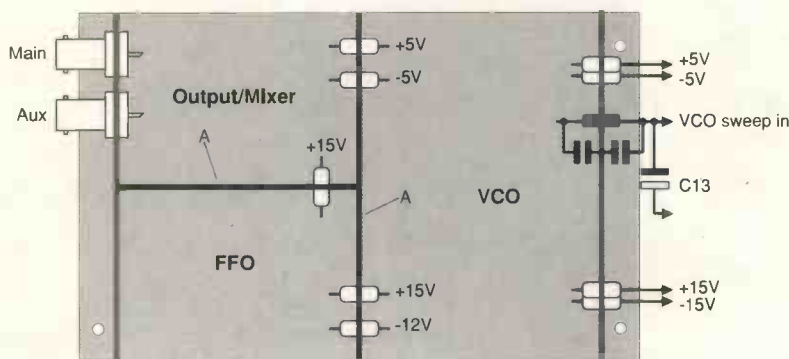 Main
Aux
Output/Mixer
A
+15V
FFO
+5V
-5V
A
VCO
+15V
-12V
+5V
-5V
VCO sweep in
C13
+15V
-15V